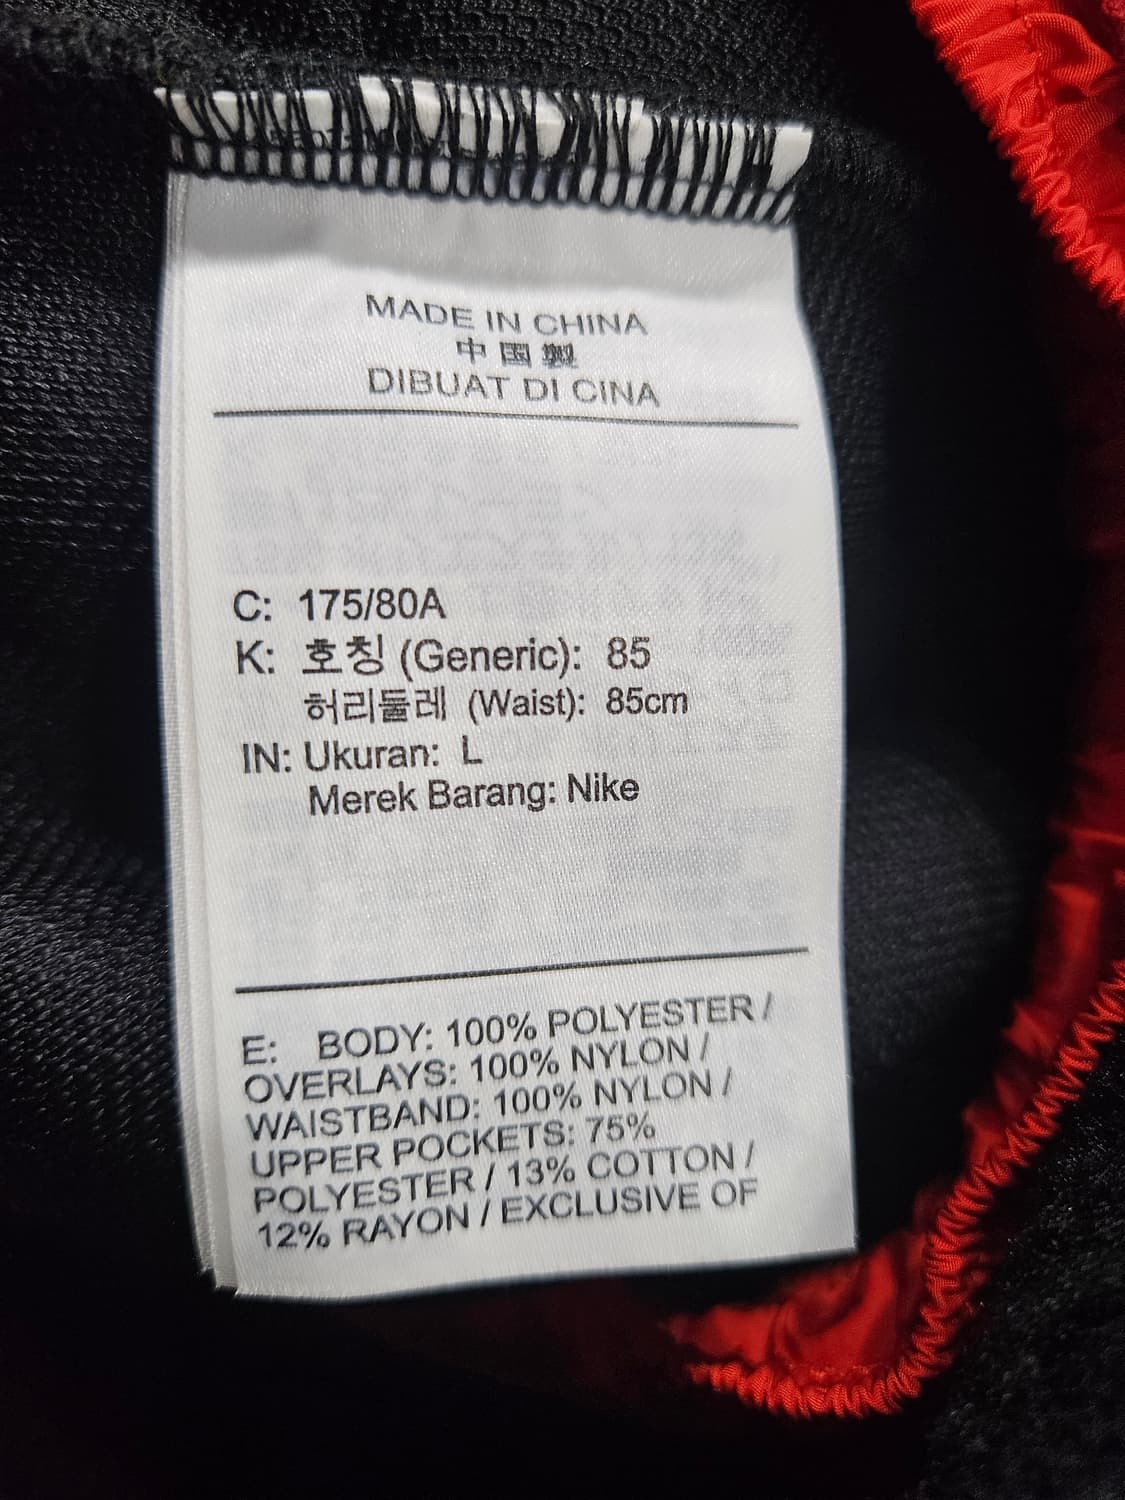 MADE IN CHINA
中国製
DIBUAT DI CINA
C: 175/80A
K: 호칭 (Generic): 85
허리둘레 (Waist): 85cm
IN: Ukuran: L
Merek Barang: Nike
E: BODY: 100% POLYESTER /
OVERLAYS: 100% NYLON /
WAISTBAND: 100% NYLON /
UPPER POCKETS: 75%
POLYESTER / 13% COTTON /
12% RAYON / EXCLUSIVE OF